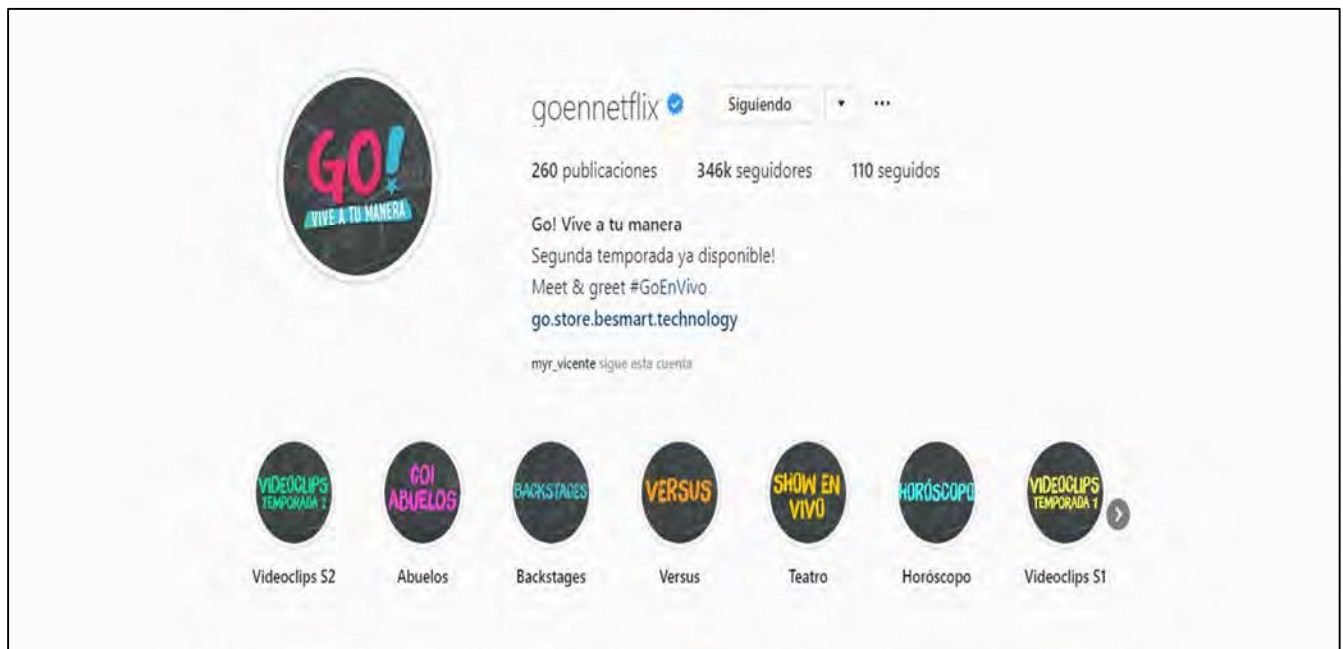 goennetflix Siguiendo ▼ •••
260 publicaciones 346k seguidores 110 seguidos
GO!
VIVE A TU MANERA
Go! Vive a tu manera
Segunda temporada ya disponible!
Meet & greet #GoEnVivo
go.store.besmart.technology
myr_vicente sigue esta cuenta
VIDEOCLIPS
TEMPORADA 2
GO!
ABUELOS
BACKSTAGES
VERSUS
SHOW EN
VIVO
HORÓSCOPO
VIDEOCLIPS
TEMPORADA 1
Videoclips S2 Abuelos Backstages Versus Teatro Horóscopo Videoclips S1